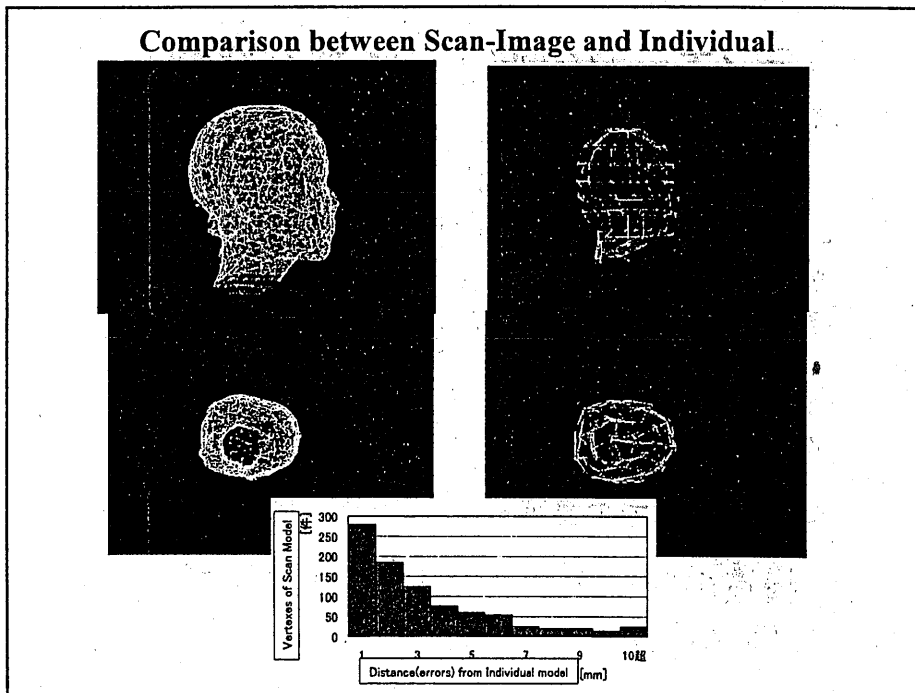 Comparison between Scan-Image and Individual
Vertexes of Scan Model
[件]
300
250
200
150
100
50
0
1 3 5 7 9 10超
Distance(errors) from Individual model [mm]